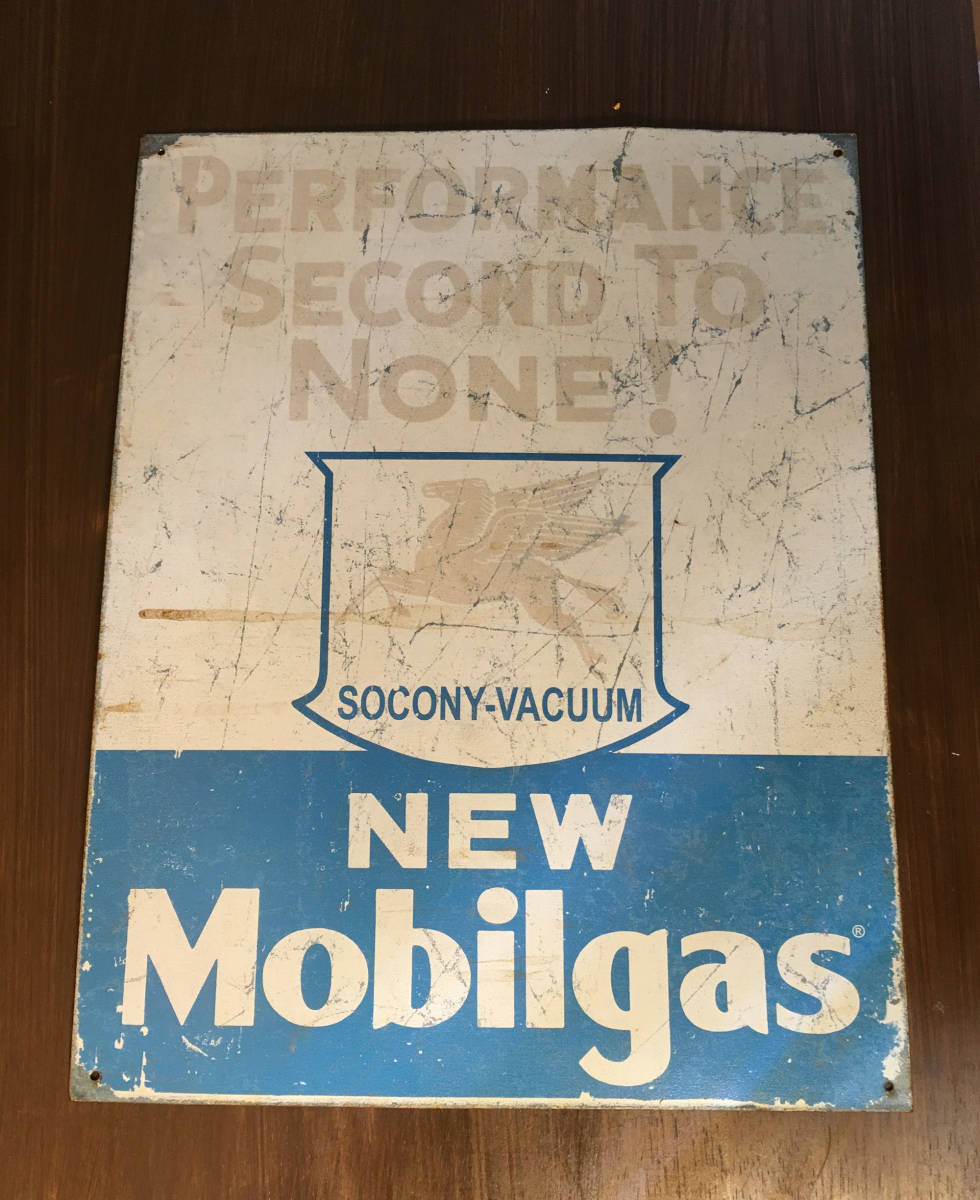 PERFORMANCE
SECOND TO
NONE!
SOCONY-VACUUM
NEW
Mobilgas®